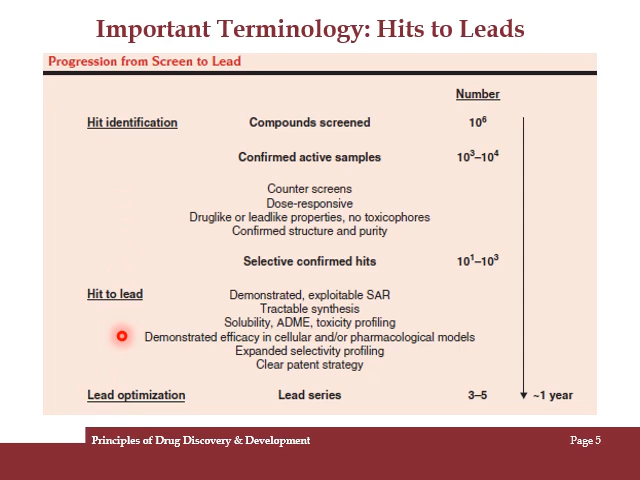 Important Terminology: Hits to Leads
Progression from Screen to Lead
Number
Hit identification Compounds screened 10⁶
Confirmed active samples 10³–10⁴
Counter screens
Dose-responsive
Druglike or leadlike properties, no toxicophores
Confirmed structure and purity
Selective confirmed hits 10¹–10³
Hit to lead Demonstrated, exploitable SAR
Tractable synthesis
Solubility, ADME, toxicity profiling
Demonstrated efficacy in cellular and/or pharmacological models
Expanded selectivity profiling
Clear patent strategy
Lead optimization Lead series 3–5 ~1 year
Principles of Drug Discovery & Development Page 5